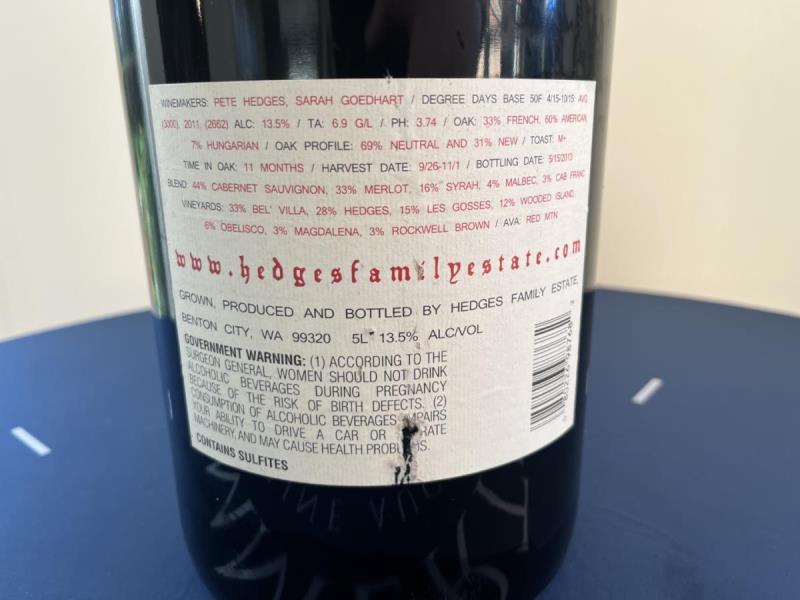 WINEMAKERS: PETE HEDGES, SARAH GOEDHART / DEGREE DAYS BASE 50F 4/15-10/15: AVG
(3000), 2011, (2662) ALC: 13.5% / TA: 6.9 G/L / PH: 3.74 / OAK: 33% FRENCH, 60% AMERICAN,
7% HUNGARIAN / OAK PROFILE: 69% NEUTRAL AND 31% NEW / TOAST: M+
TIME IN OAK: 11 MONTHS / HARVEST DATE: 9/26-11/1 / BOTTLING DATE: 5/15/2013
BLEND: 44% CABERNET SAUVIGNON, 33% MERLOT, 16% SYRAH, 4% MALBEC, 3% CAB FRANC
VINEYARDS: 33% BEL' VILLA, 28% HEDGES, 15% LES GOSSES, 12% WOODED ISLAND,
6% OBELISCO, 3% MAGDALENA, 3% ROCKWELL BROWN / AVA: RED MTN
www.hedgesfamilyestate.com
GROWN, PRODUCED AND BOTTLED BY HEDGES FAMILY ESTATE,
BENTON CITY, WA 99320 5L 13.5% ALC/VOL
GOVERNMENT WARNING: (1) ACCORDING TO THE
SURGEON GENERAL, WOMEN SHOULD NOT DRINK
ALCOHOLIC BEVERAGES DURING PREGNANCY
BECAUSE OF THE RISK OF BIRTH DEFECTS. (2)
CONSUMPTION OF ALCOHOLIC BEVERAGES IMPAIRS
YOUR ABILITY TO DRIVE A CAR OR RATE
MACHINERY, AND MAY CAUSE HEALTH PROBLEMS.
CONTAINS SULFITES